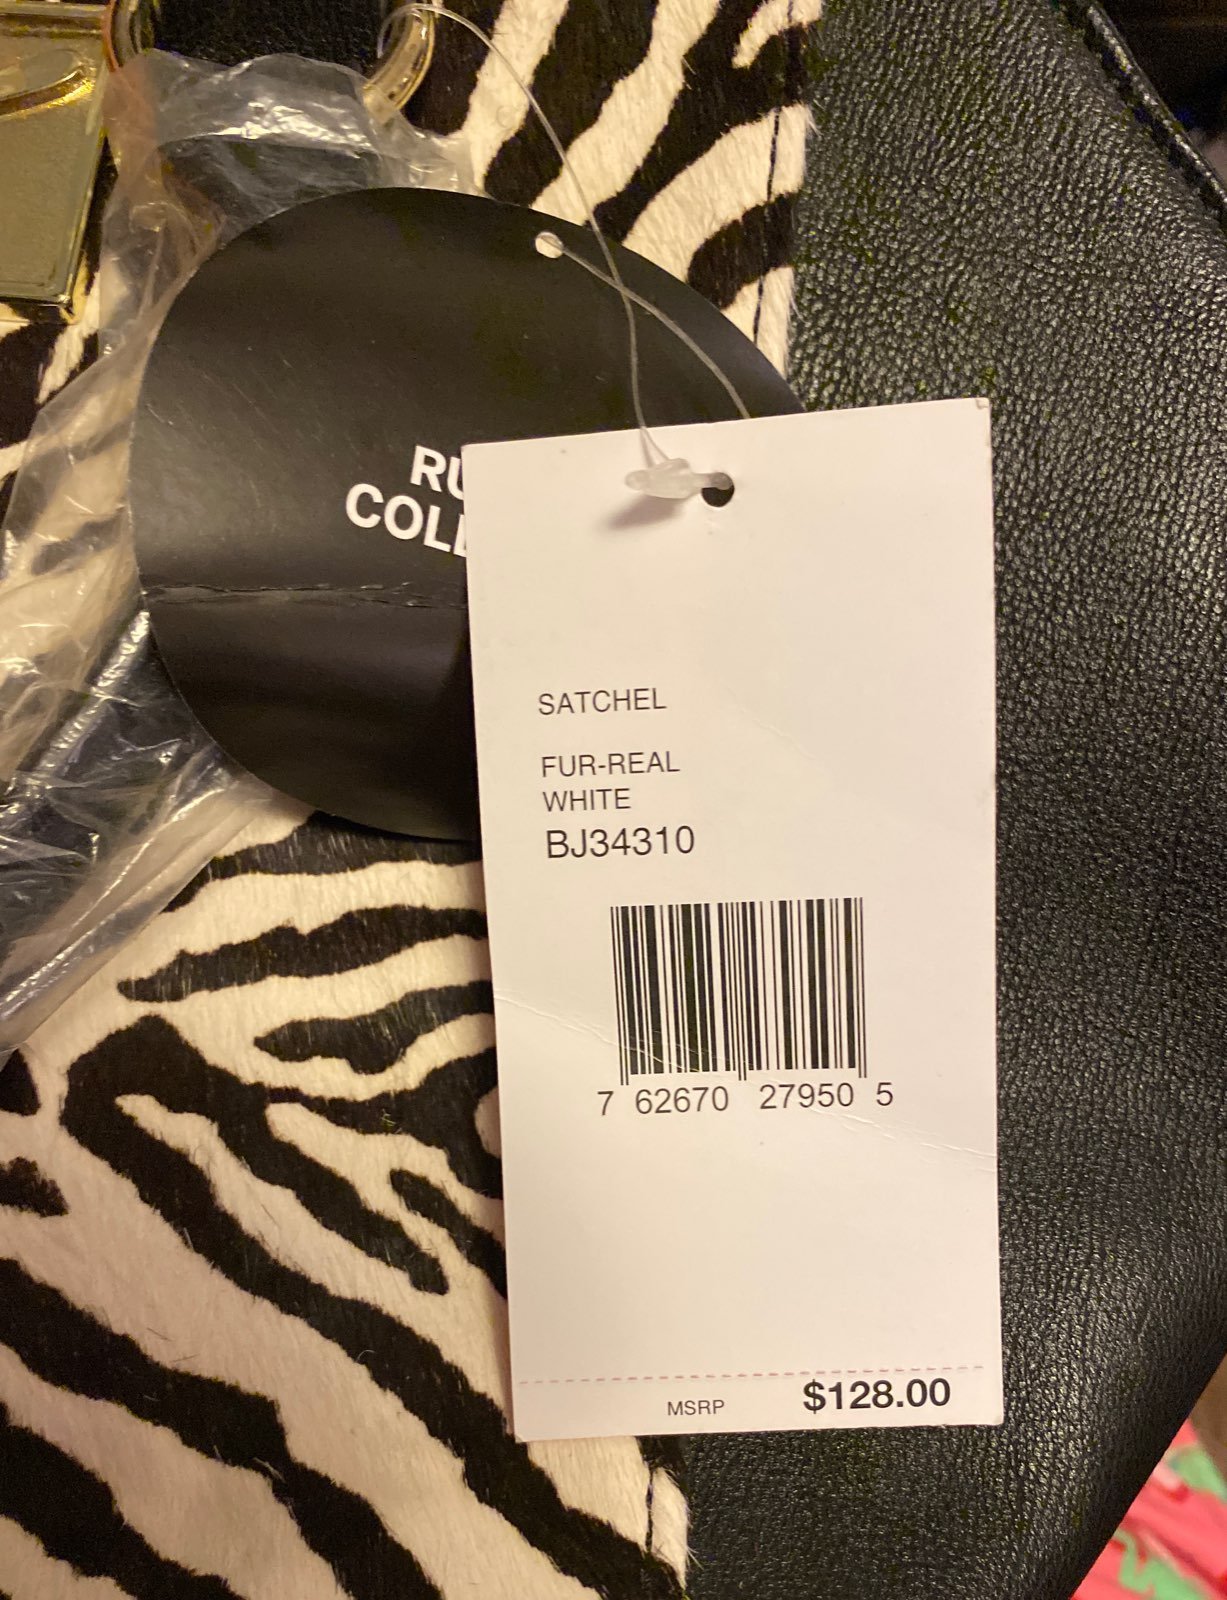 RU
COLL
SATCHEL
FUR-REAL
WHITE
BJ34310
7 62670 27950 5
MSRP $128.00